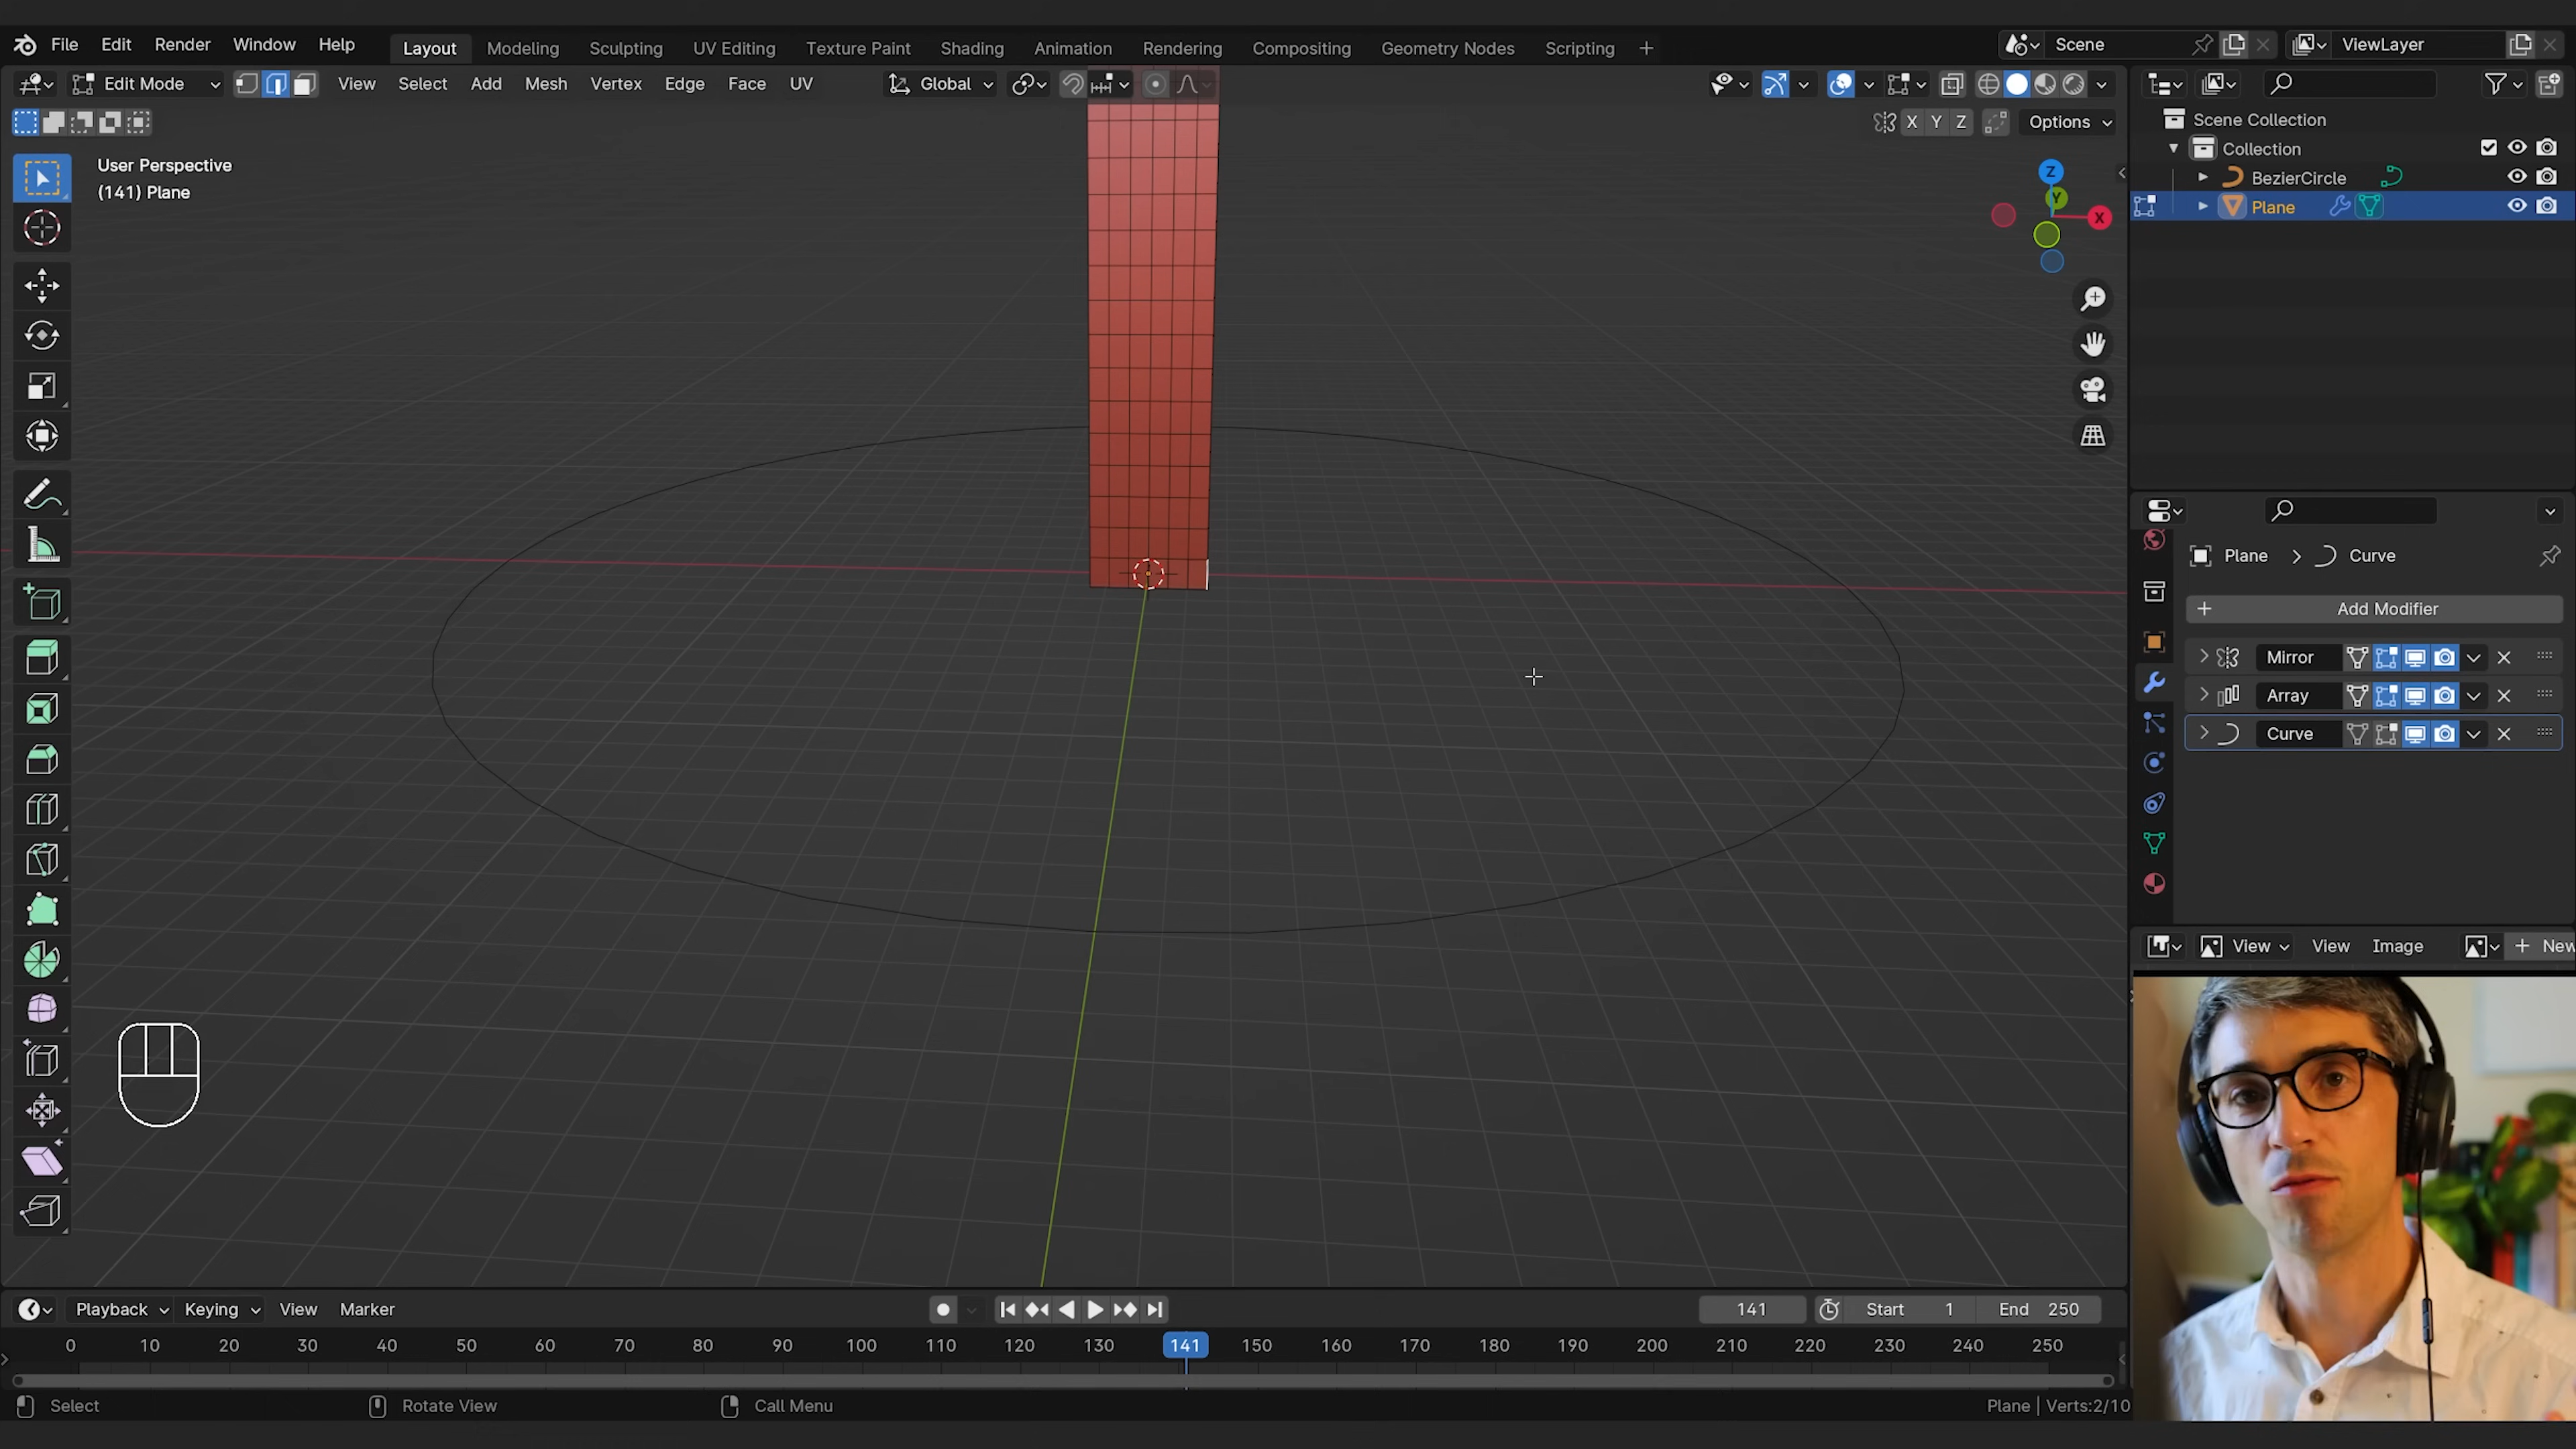 File Edit Render Window Help Layout Modeling Sculpting UV Editing Texture Paint Shading Animation Rendering Compositing Geometry Nodes Scripting + Scene ViewLayer
Edit Mode View Select Add Mesh Vertex Edge Face UV Global
X Y Z Options
User Perspective
(141) Plane
Z
Y
X
Scene Collection
Collection
BezierCircle
Plane
Plane > Curve
+ Add Modifier
Mirror
Array
Curve
View View Image + New
Playback Keying View Marker 141 Start 1 End 250
0 10 20 30 40 50 60 70 80 90 100 110 120 130 141 150 160 170 180 190 200 210 220 230 240 250
Select Rotate View Call Menu Plane | Verts:2/10